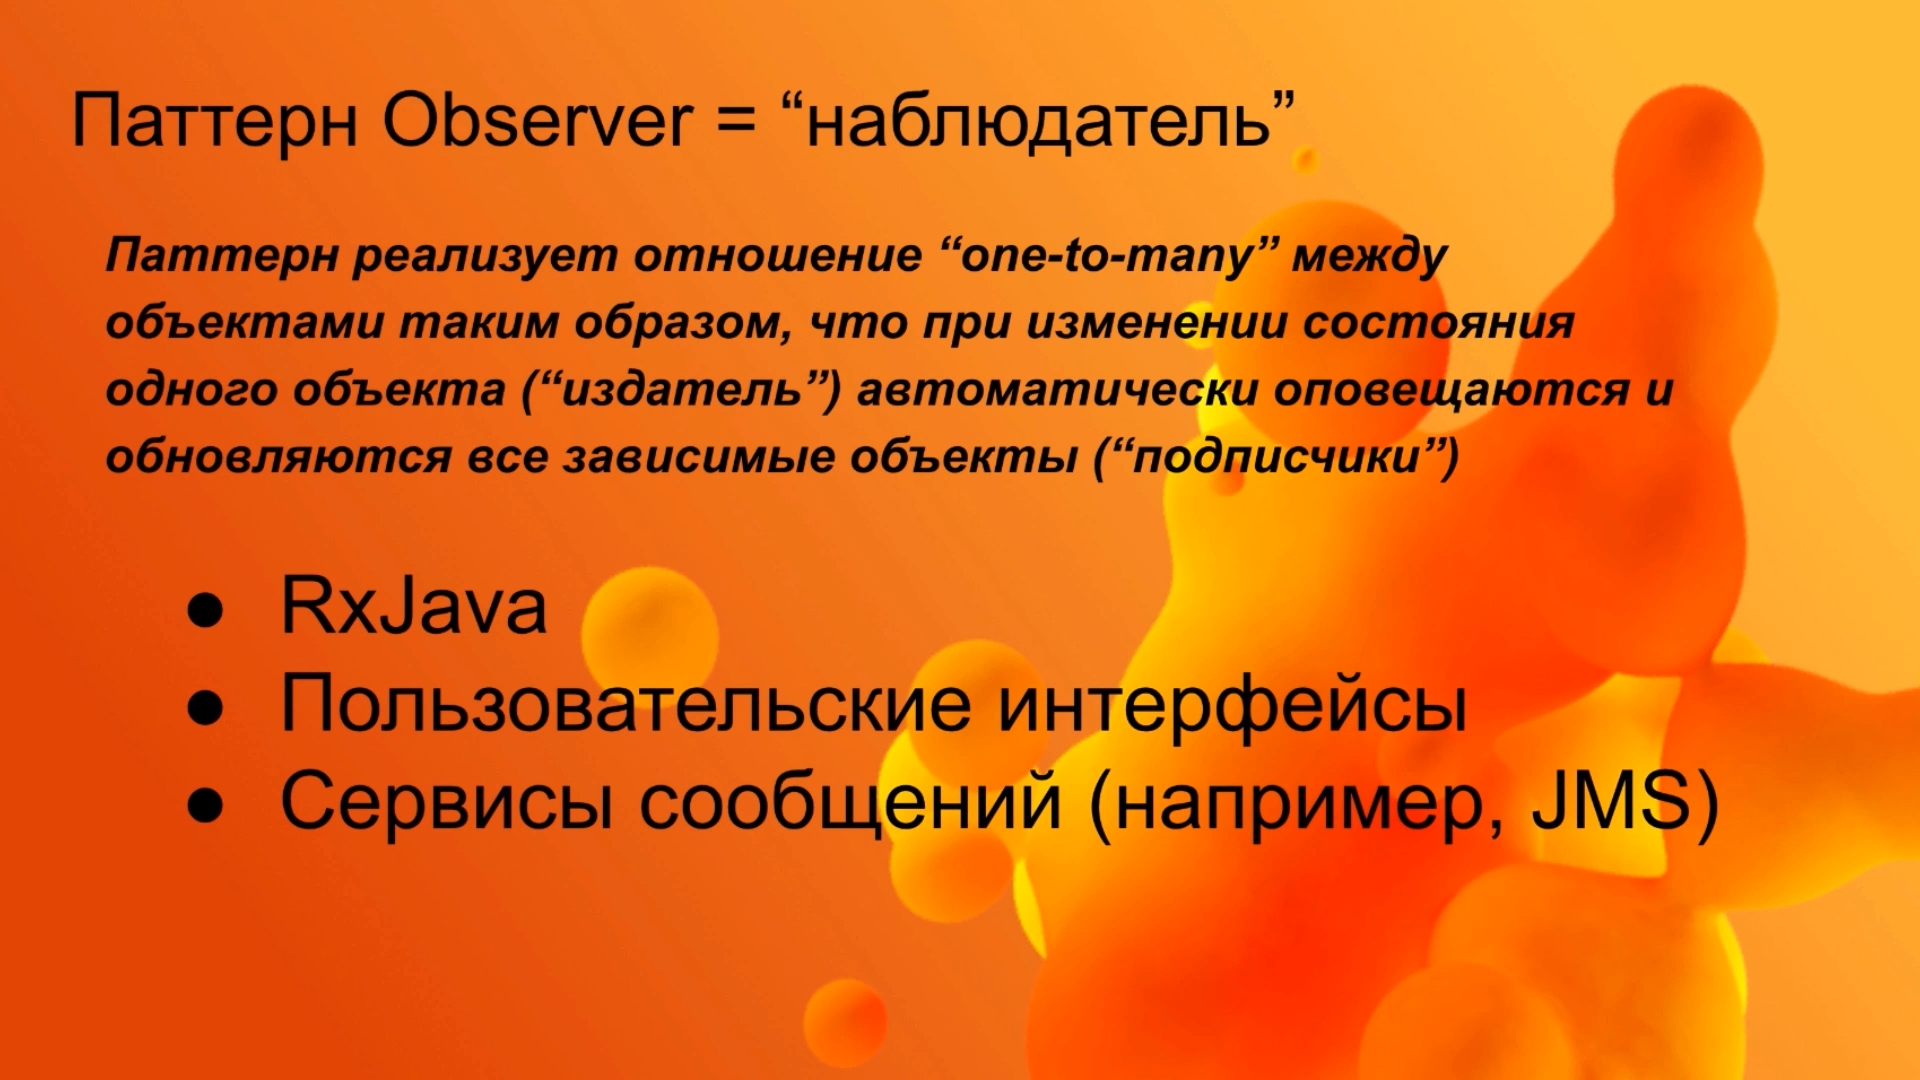 Паттерн Observer = “наблюдатель”
Паттерн реализует отношение “one-to-many” между
объектами таким образом, что при изменении состояния
одного объекта (“издатель”) автоматически оповещаются и
обновляются все зависимые объекты (“подписчики”)
● RxJava
● Пользовательские интерфейсы
● Сервисы сообщений (например, JMS)